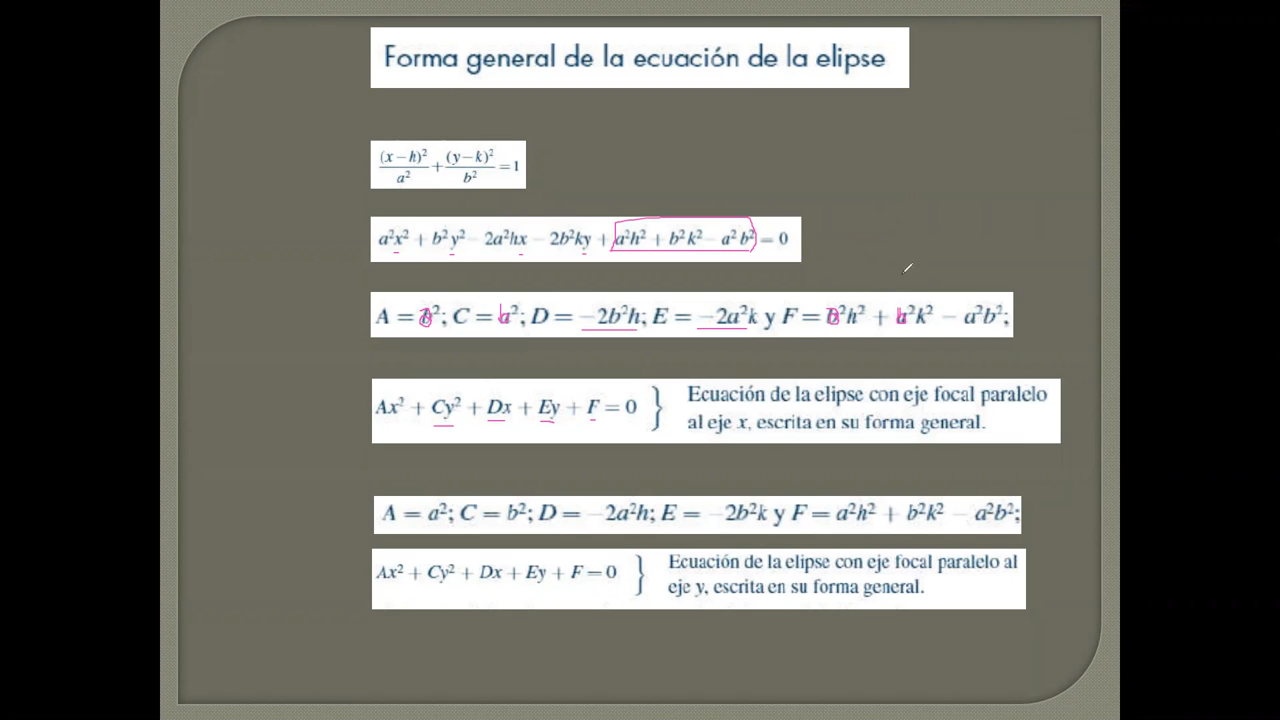 Forma general de la ecuación de la elipse
(x − h)²/a² + (y − k)²/b² = 1
a²x² + b²y² − 2a²hx − 2b²ky + a²h² + b²k² − a²b² = 0
A = b²; C = a²; D = −2b²h; E = −2a²k y F = b²h² + a²k² − a²b²;
Ax² + Cy² + Dx + Ey + F = 0 } Ecuación de la elipse con eje focal paralelo
al eje x, escrita en su forma general.
A = a²; C = b²; D = −2a²h; E = −2b²k y F = a²h² + b²k² − a²b²;
Ax² + Cy² + Dx + Ey + F = 0 } Ecuación de la elipse con eje focal paralelo al
eje y, escrita en su forma general.